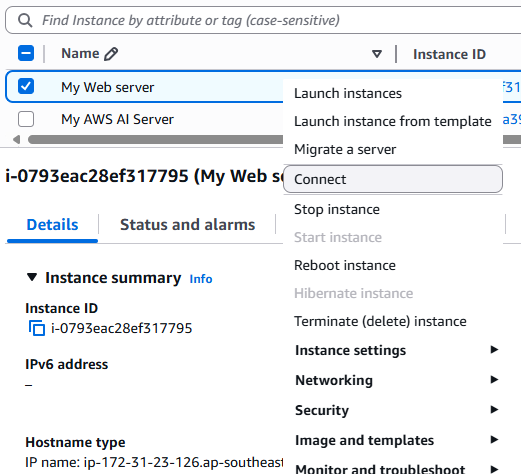 Find Instance by attribute or tag (case-sensitive)
Name
Instance ID
My Web server
My AWS AI Server
Launch instances
Launch instance from template
Migrate a server
Connect
Stop instance
Start instance
Reboot instance
Hibernate instance
Terminate (delete) instance
Instance settings
Networking
Security
Image and templates
Monitor and troubleshoot
i-0793eac28ef317795 (My Web se
Details
Status and alarms
Instance summary Info
Instance ID
i-0793eac28ef317795
IPv6 address
–
Hostname type
IP name: ip-172-31-23-126.ap-southeast